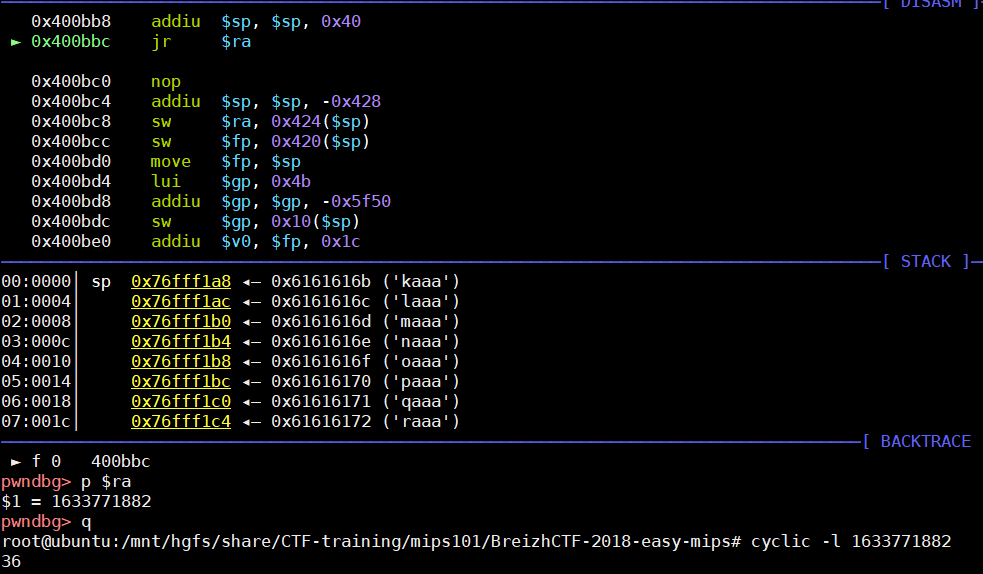 [ DISASM ]
0x400bb8 addiu $sp, $sp, 0x40
► 0x400bbc jr $ra
0x400bc0 nop
0x400bc4 addiu $sp, $sp, -0x428
0x400bc8 sw $ra, 0x424($sp)
0x400bcc sw $fp, 0x420($sp)
0x400bd0 move $fp, $sp
0x400bd4 lui $gp, 0x4b
0x400bd8 addiu $gp, $gp, -0x5f50
0x400bdc sw $gp, 0x10($sp)
0x400be0 addiu $v0, $fp, 0x1c
[ STACK ]
00:0000│ sp 0x76fff1a8 ◂— 0x6161616b ('kaaa')
01:0004│ 0x76fff1ac ◂— 0x6161616c ('laaa')
02:0008│ 0x76fff1b0 ◂— 0x6161616d ('maaa')
03:000c│ 0x76fff1b4 ◂— 0x6161616e ('naaa')
04:0010│ 0x76fff1b8 ◂— 0x6161616f ('oaaa')
05:0014│ 0x76fff1bc ◂— 0x61616170 ('paaa')
06:0018│ 0x76fff1c0 ◂— 0x61616171 ('qaaa')
07:001c│ 0x76fff1c4 ◂— 0x61616172 ('raaa')
[ BACKTRACE
► f 0 400bbc
pwndbg> p $ra
$1 = 1633771882
pwndbg> q
root@ubuntu:/mnt/hgfs/share/CTF-training/mips101/BreizhCTF-2018-easy-mips# cyclic -l 1633771882
36